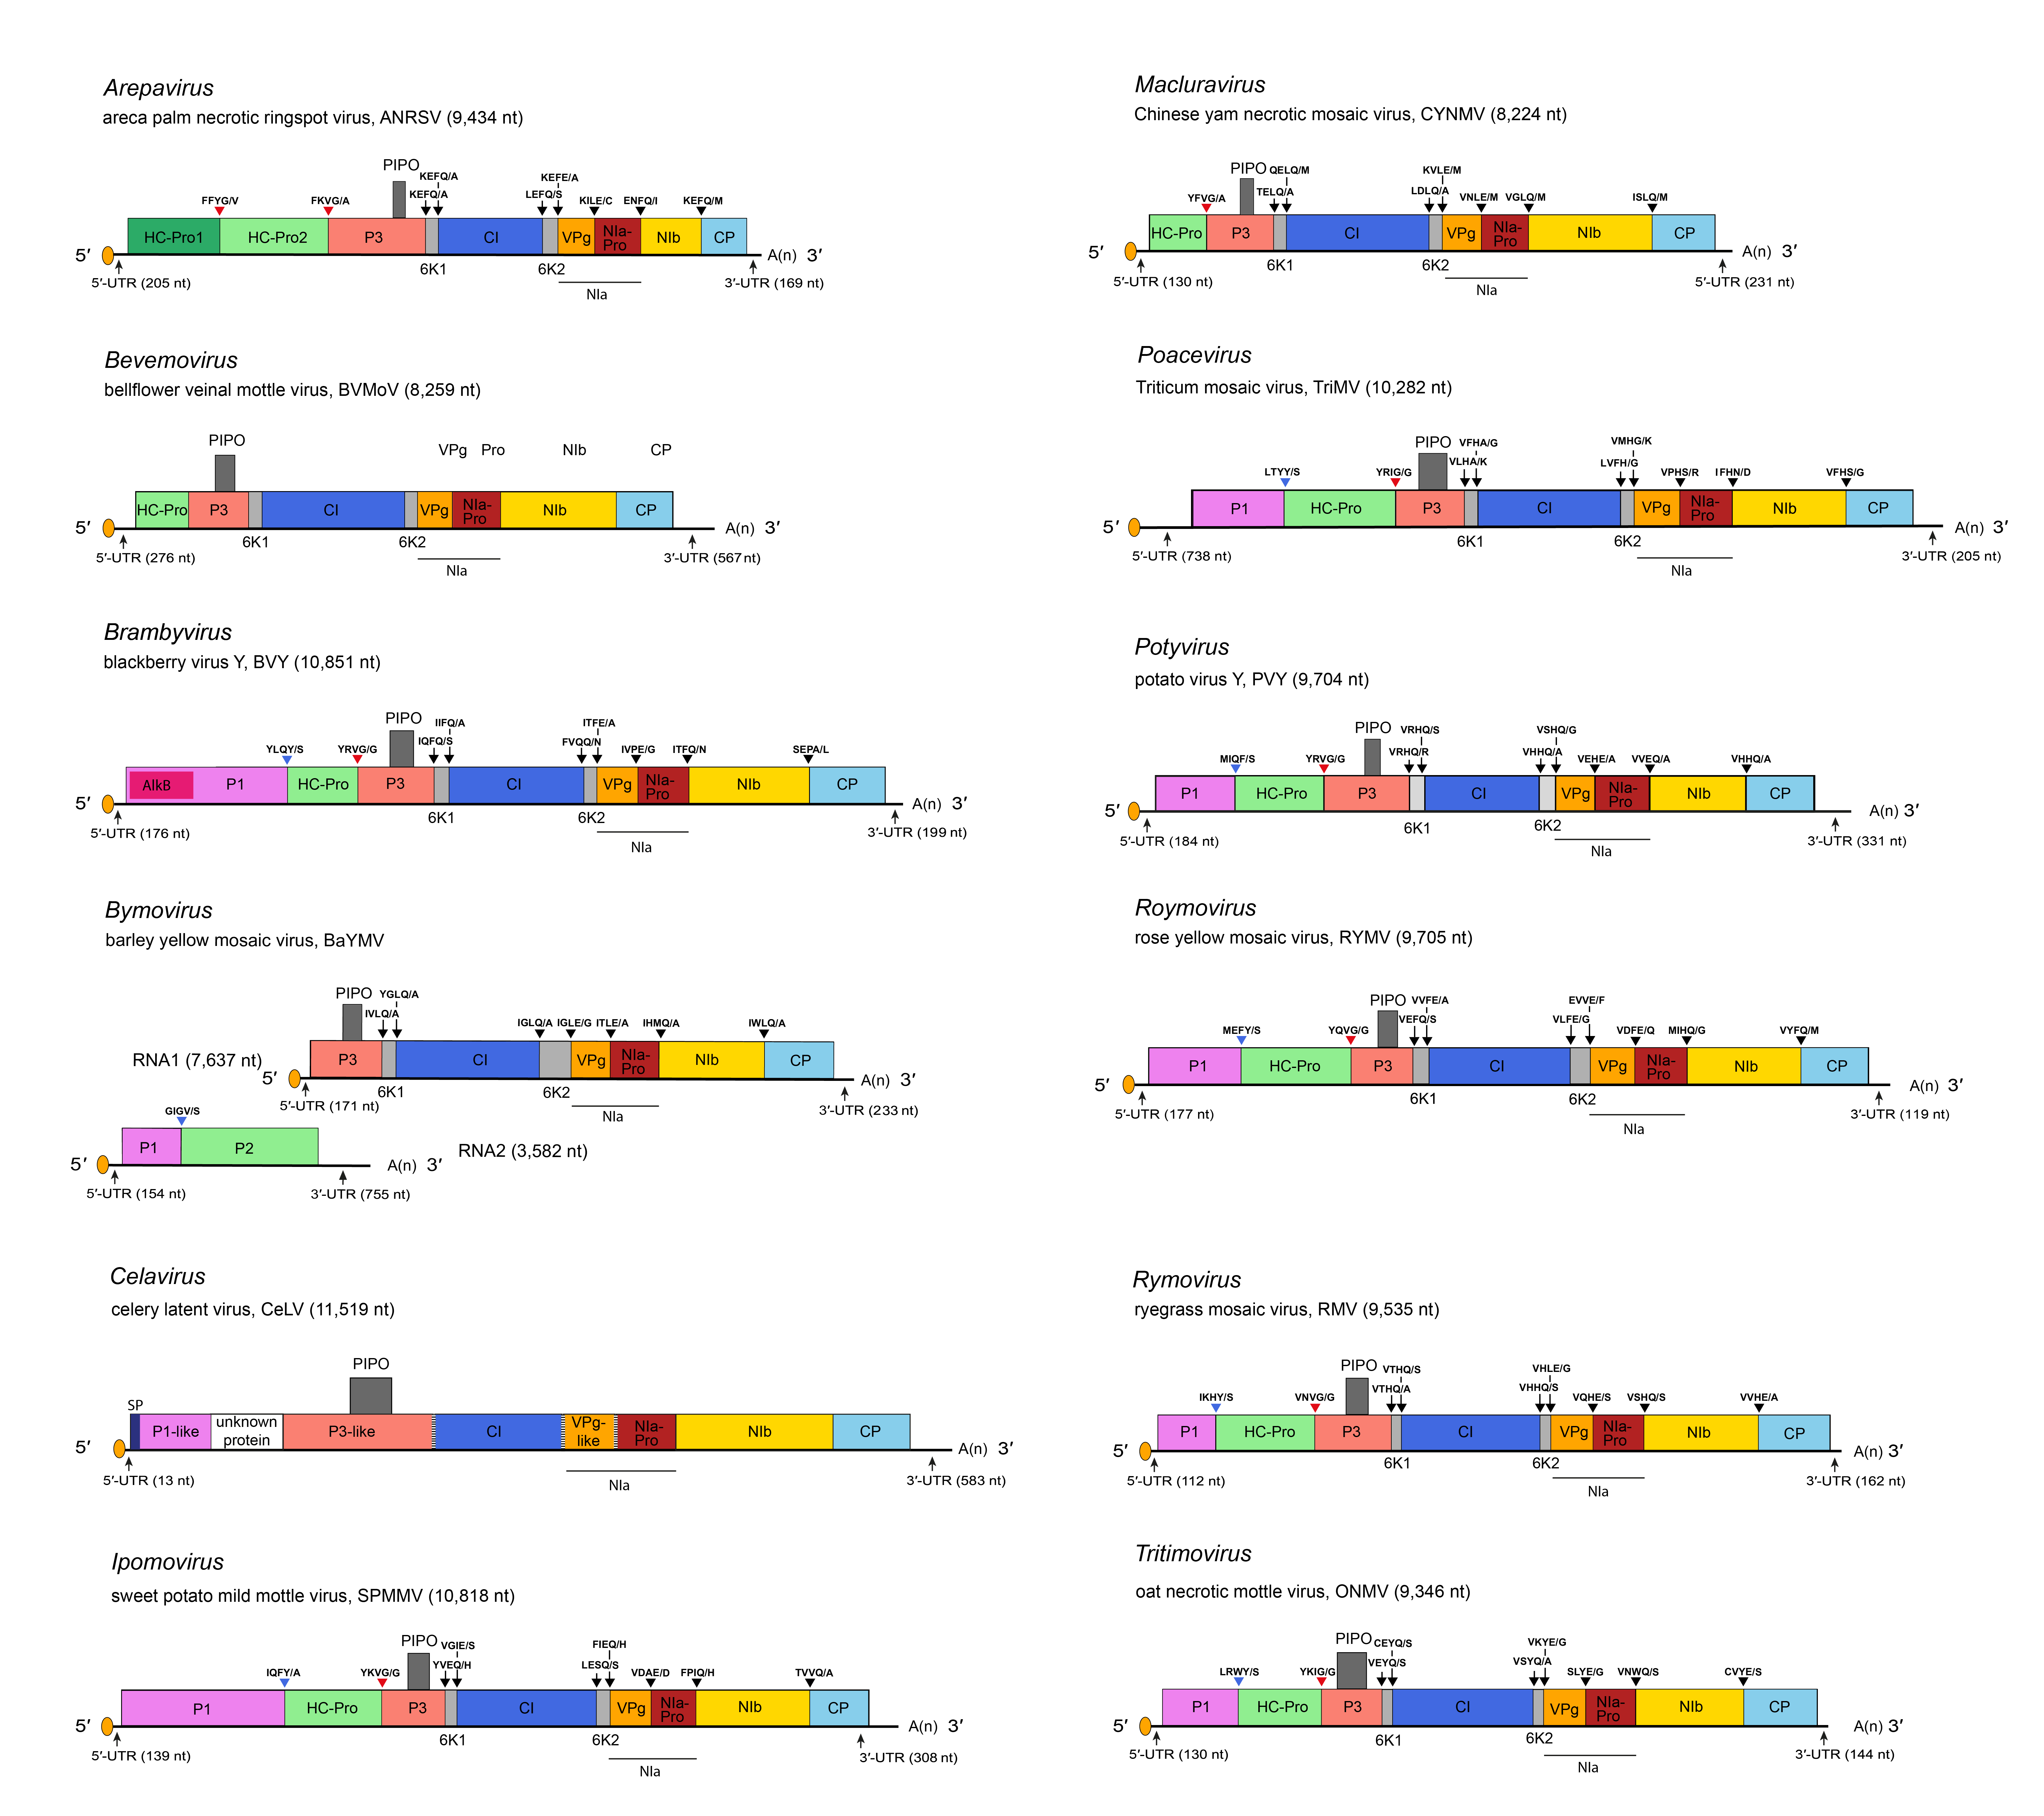 Arepavirus
areca palm necrotic ringspot virus, ANRSV (9,434 nt)
PIPO
KEFQ/A
KEFE/A
FFYG/V
FKVG/A
KEFQ/A
LEFQ/S
KILE/C
ENFQ/I
KEFQ/M
HC-Pro1
HC-Pro2
P3
CI
VPg
NIa-
Pro
NIb
CP
5′
A(n)
3′
6K1
6K2
5′-UTR (205 nt)
3′-UTR (169 nt)
NIa
Bevemovirus
bellflower veinal mottle virus, BVMoV (8,259 nt)
PIPO
VPg
Pro
NIb
CP
HC-Pro
P3
CI
VPg
NIa-
Pro
NIb
CP
5′
A(n)
3′
6K1
6K2
5′-UTR (276 nt)
3′-UTR (567 nt)
NIa
Brambyvirus
blackberry virus Y, BVY (10,851 nt)
PIPO
IIFQ/A
ITFE/A
YLQY/S
YRVG/G
IQFQ/S
FVQQ/N
IVPE/G
ITFQ/N
SEPA/L
AlkB
P1
HC-Pro
P3
CI
VPg
NIa-
Pro
NIb
CP
5′
A(n)
3′
6K1
6K2
5′-UTR (176 nt)
3′-UTR (199 nt)
NIa
Bymovirus
barley yellow mosaic virus, BaYMV
PIPO
YGLQ/A
IVLQ/A
IGLQ/A
IGLE/G
ITLE/A
IHMQ/A
IWLQ/A
RNA1 (7,637 nt)
P3
CI
VPg
NIa-
Pro
NIb
CP
5′
A(n)
3′
6K1
6K2
5′-UTR (171 nt)
3′-UTR (233 nt)
NIa
GIGV/S
P1
P2
RNA2 (3,582 nt)
5′
A(n)
3′
5′-UTR (154 nt)
3′-UTR (755 nt)
Celavirus
celery latent virus, CeLV (11,519 nt)
PIPO
SP
P1-like
unknown
protein
P3-like
CI
VPg-
like
NIa-
Pro
NIb
CP
5′
A(n)
3′
5′-UTR (13 nt)
3′-UTR (583 nt)
NIa
Ipomovirus
sweet potato mild mottle virus, SPMMV (10,818 nt)
PIPO
VGIE/S
FIEQ/H
IQFY/A
YKVG/G
YVEQ/H
LESQ/S
VDAE/D
FPIQ/H
TVVQ/A
P1
HC-Pro
P3
CI
VPg
NIa-
Pro
NIb
CP
5′
A(n)
3′
6K1
6K2
5′-UTR (139 nt)
3′-UTR (308 nt)
NIa
Macluravirus
Chinese yam necrotic mosaic virus, CYNMV (8,224 nt)
PIPO
QELQ/M
KVLE/M
YFVG/A
TELQ/A
LDLQ/A
VNLE/M
VGLQ/M
ISLQ/M
HC-Pro
P3
CI
VPg
NIa-
Pro
NIb
CP
5′
A(n)
3′
6K1
6K2
5′-UTR (130 nt)
3′-UTR (231 nt)
NIa
Poacevirus
Triticum mosaic virus, TriMV (10,282 nt)
PIPO
VFHA/G
VMHG/K
LTYY/S
YRIG/G
VLHA/K
LVFH/G
VPHS/R
IFHN/D
VFHS/G
P1
HC-Pro
P3
CI
VPg
NIa-
Pro
NIb
CP
5′
A(n)
3′
6K1
6K2
5′-UTR (738 nt)
3′-UTR (205 nt)
NIa
Potyvirus
potato virus Y, PVY (9,704 nt)
PIPO
VRHQ/S
VSHQ/G
MIQF/S
YRVG/G
VRHQ/R
VHHQ/A
VEHE/A
VVEQ/A
VHHQ/A
P1
HC-Pro
P3
CI
VPg
NIa-
Pro
NIb
CP
5′
A(n)
3′
6K1
6K2
5′-UTR (184 nt)
3′-UTR (331 nt)
NIa
Roymovirus
rose yellow mosaic virus, RYMV (9,705 nt)
PIPO
VVFE/A
EVVE/F
MEFY/S
YQVG/G
VEFQ/S
VLFE/G
VDFE/Q
MIHQ/G
VYFQ/M
P1
HC-Pro
P3
CI
VPg
NIa-
Pro
NIb
CP
5′
A(n)
3′
6K1
6K2
5′-UTR (177 nt)
3′-UTR (119 nt)
NIa
Rymovirus
ryegrass mosaic virus, RMV (9,535 nt)
PIPO
VTHQ/S
VHLE/G
IKHY/S
VNVG/G
VTHQ/A
VHHQ/S
VQHE/S
VSHQ/S
VVHE/A
P1
HC-Pro
P3
CI
VPg
NIa-
Pro
NIb
CP
5′
A(n)
3′
6K1
6K2
5′-UTR (112 nt)
3′-UTR (162 nt)
NIa
Tritimovirus
oat necrotic mottle virus, ONMV (9,346 nt)
PIPO
CEYQ/S
VKYE/G
LRWY/S
YKIG/G
VEYQ/S
VSYQ/A
SLYE/G
VNWQ/S
CVYE/S
P1
HC-Pro
P3
CI
VPg
NIa-
Pro
NIb
CP
5′
A(n)
3′
6K1
6K2
5′-UTR (130 nt)
3′-UTR (144 nt)
NIa